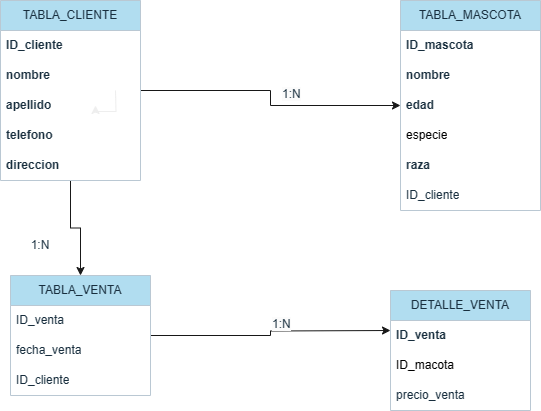 TABLA_CLIENTE
ID_cliente
nombre
apellido
telefono
direccion
1:N
TABLA_MASCOTA
ID_mascota
nombre
edad
especie
raza
ID_cliente
1:N
TABLA_VENTA
ID_venta
fecha_venta
ID_cliente
1:N
DETALLE_VENTA
ID_venta
ID_macota
precio_venta